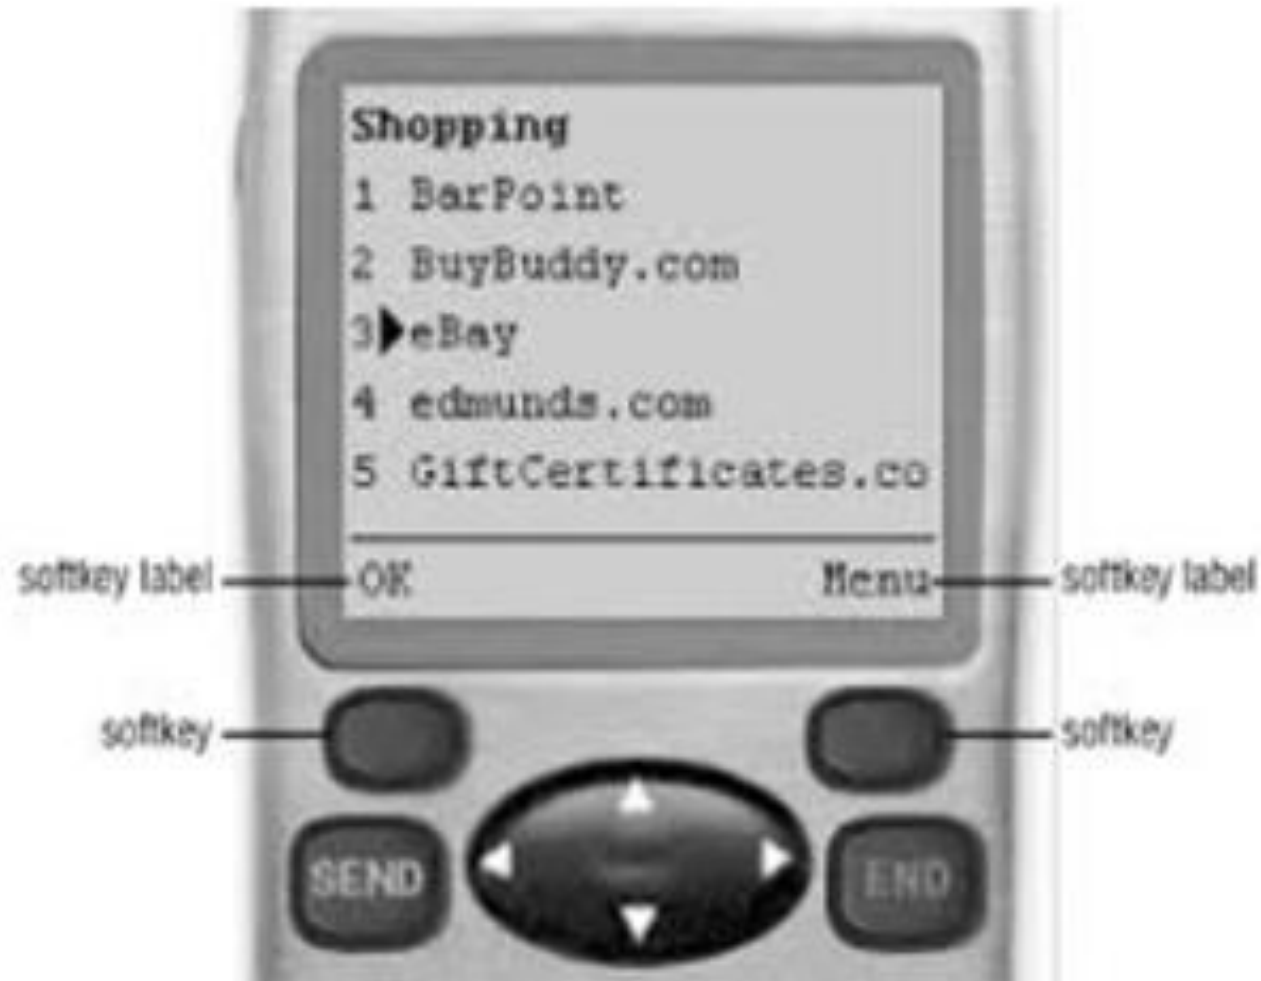 Shopping
1 BarPoint
2 BuyBuddy.com
3 eBay
4 edmunds.com
5 GiftCertificates.co
softkey label OK Menu softkey label
softkey softkey
SEND END